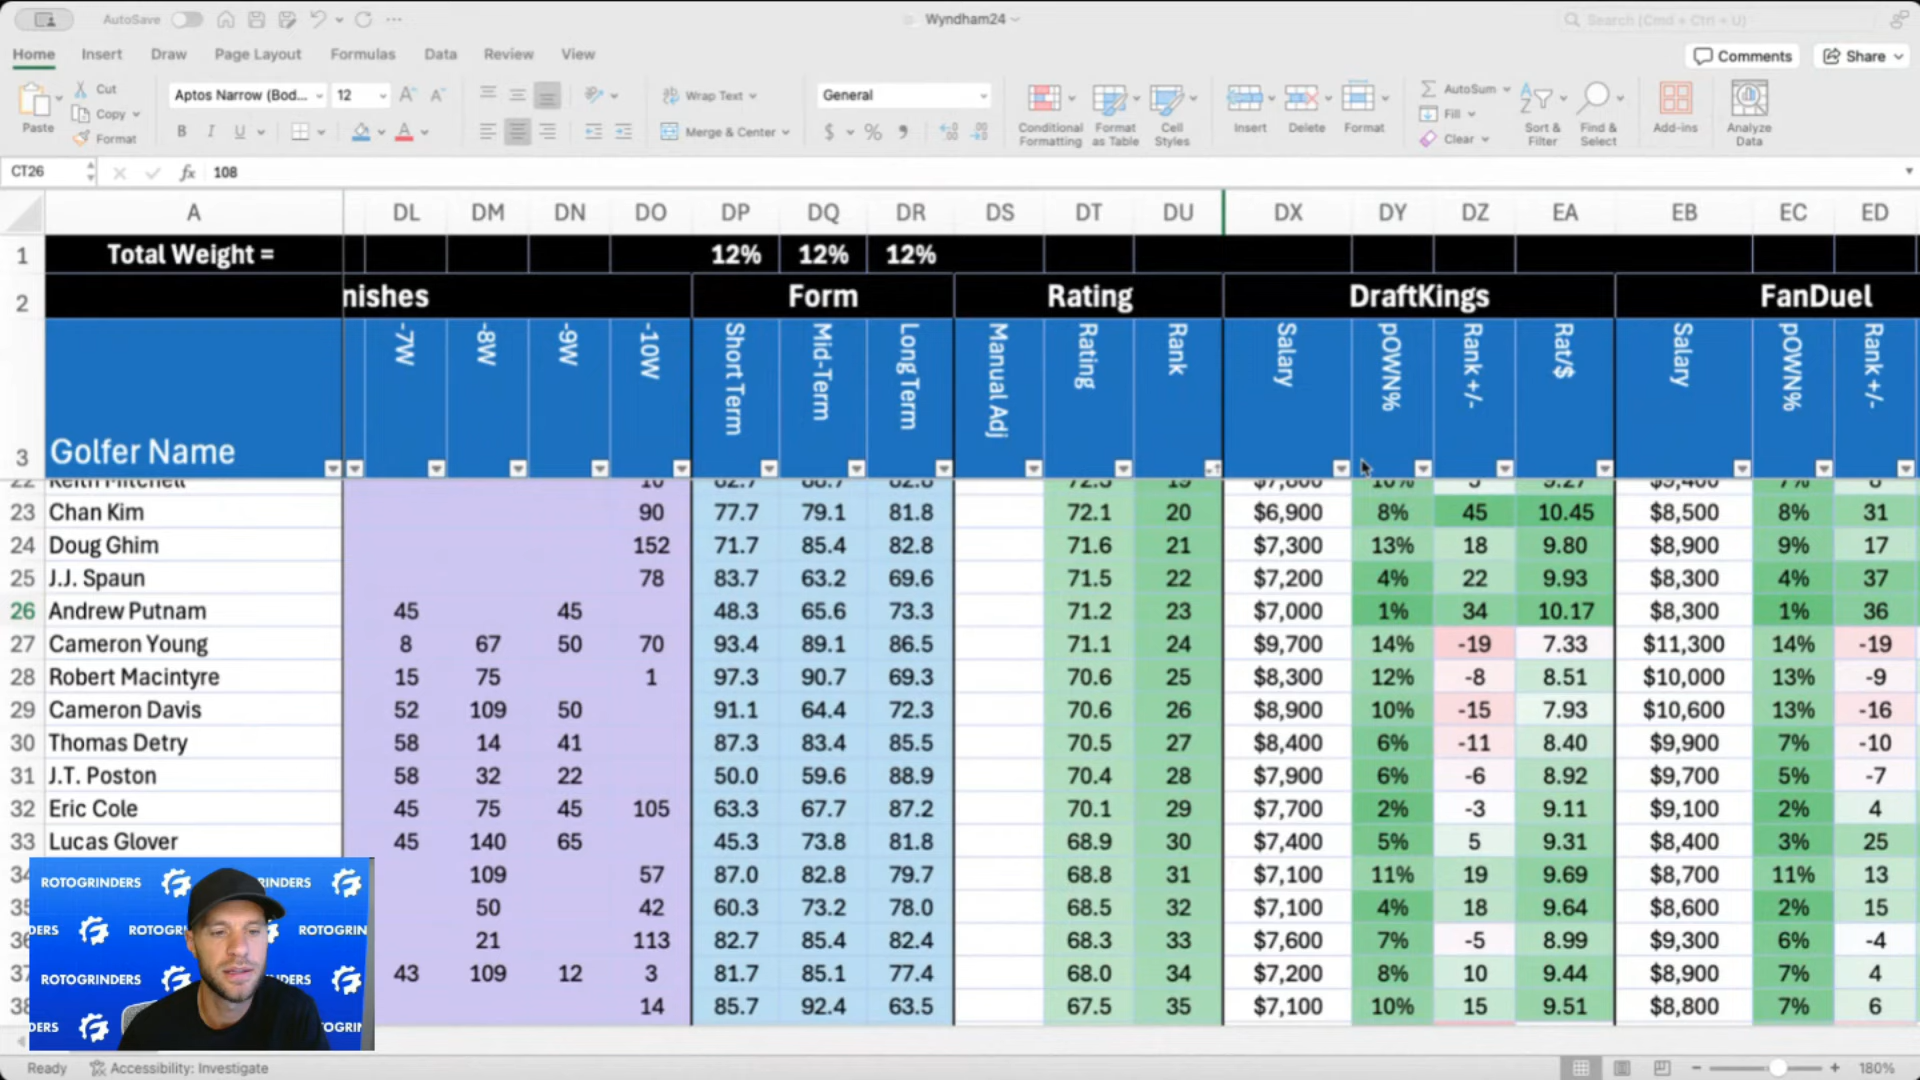 AutoSave
Wyndham24
Search (Cmd + Ctrl + U)
Home Insert Draw Page Layout Formulas Data Review View Comments Share
Paste Cut Copy Format
Aptos Narrow (Bod... 12
B I U
Wrap Text
Merge & Center
General
$ %
Conditional Formatting
Format as Table
Cell Styles
Insert Delete Format
AutoSum
Fill
Clear
Sort & Filter
Find & Select
Add-ins
Analyze Data
CT26 fx 108
A DL DM DN DO DP DQ DR DS DT DU DX DY DZ EA EB EC ED
1 Total Weight = 12% 12% 12%
2 nishes Form Rating DraftKings FanDuel
3 Golfer Name -7W -8W -9W -10W Short Term Mid-Term Long Term Manual Adj Rating Rank Salary pOWN% Rank +/- Rat/$ Salary pOWN% Rank +/-
22 Keith Mitchell
23 Chan Kim 90 77.7 79.1 81.8 72.1 20 $6,900 8% 45 10.45 $8,500 8% 31
24 Doug Ghim 152 71.7 85.4 82.8 71.6 21 $7,300 13% 18 9.80 $8,900 9% 17
25 J.J. Spaun 78 83.7 63.2 69.6 71.5 22 $7,200 4% 22 9.93 $8,300 4% 37
26 Andrew Putnam 45 45 48.3 65.6 73.3 71.2 23 $7,000 1% 34 10.17 $8,300 1% 36
27 Cameron Young 8 67 50 70 93.4 89.1 86.5 71.1 24 $9,700 14% -19 7.33 $11,300 14% -19
28 Robert Macintyre 15 75 1 97.3 90.7 69.3 70.6 25 $8,300 12% -8 8.51 $10,000 13% -9
29 Cameron Davis 52 109 50 91.1 64.4 72.3 70.6 26 $8,900 10% -15 7.93 $10,600 13% -16
30 Thomas Detry 58 14 41 87.3 83.4 85.5 70.5 27 $8,400 6% -11 8.40 $9,900 7% -10
31 J.T. Poston 58 32 22 50.0 59.6 88.9 70.4 28 $7,900 6% -6 8.92 $9,700 5% -7
32 Eric Cole 45 75 45 105 63.3 67.7 87.2 70.1 29 $7,700 2% -3 9.11 $9,100 2% 4
33 Lucas Glover 45 140 65 45.3 73.8 81.8 68.9 30 $7,400 5% 5 9.31 $8,400 3% 25
34 109 57 87.0 82.8 79.7 68.8 31 $7,100 11% 19 9.69 $8,700 11% 13
35 50 42 60.3 73.2 78.0 68.5 32 $7,100 4% 18 9.64 $8,600 2% 15
36 21 113 82.7 85.4 82.4 68.3 33 $7,600 7% -5 8.99 $9,300 6% -4
37 43 109 12 3 81.7 85.1 77.4 68.0 34 $7,200 8% 10 9.44 $8,900 7% 4
38 14 85.7 92.4 63.5 67.5 35 $7,100 10% 15 9.51 $8,800 7% 6
ROTOGRINDERS RINDERS
DERS ROTOGR ROTOGRIN
ROTOGRINDERS ROTOGRINDERS
DERS OTOGRIN
Ready Accessibility: Investigate 180%